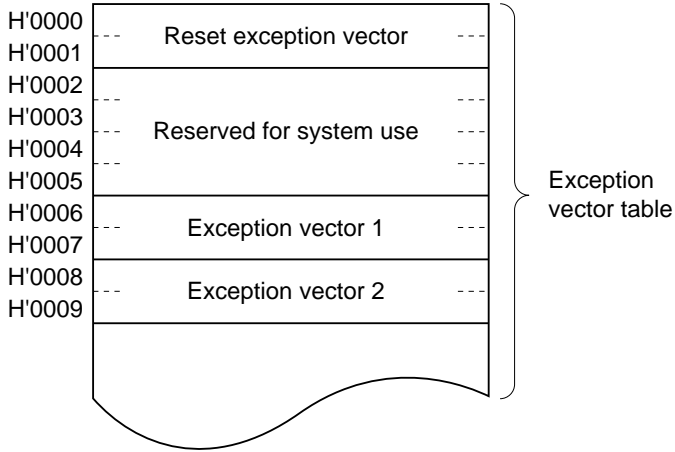 H'0000
H'0001
Reset exception vector
H'0002
H'0003
H'0004
H'0005
Reserved for system use
H'0006
H'0007
Exception vector 1
H'0008
H'0009
Exception vector 2
Exception
vector table